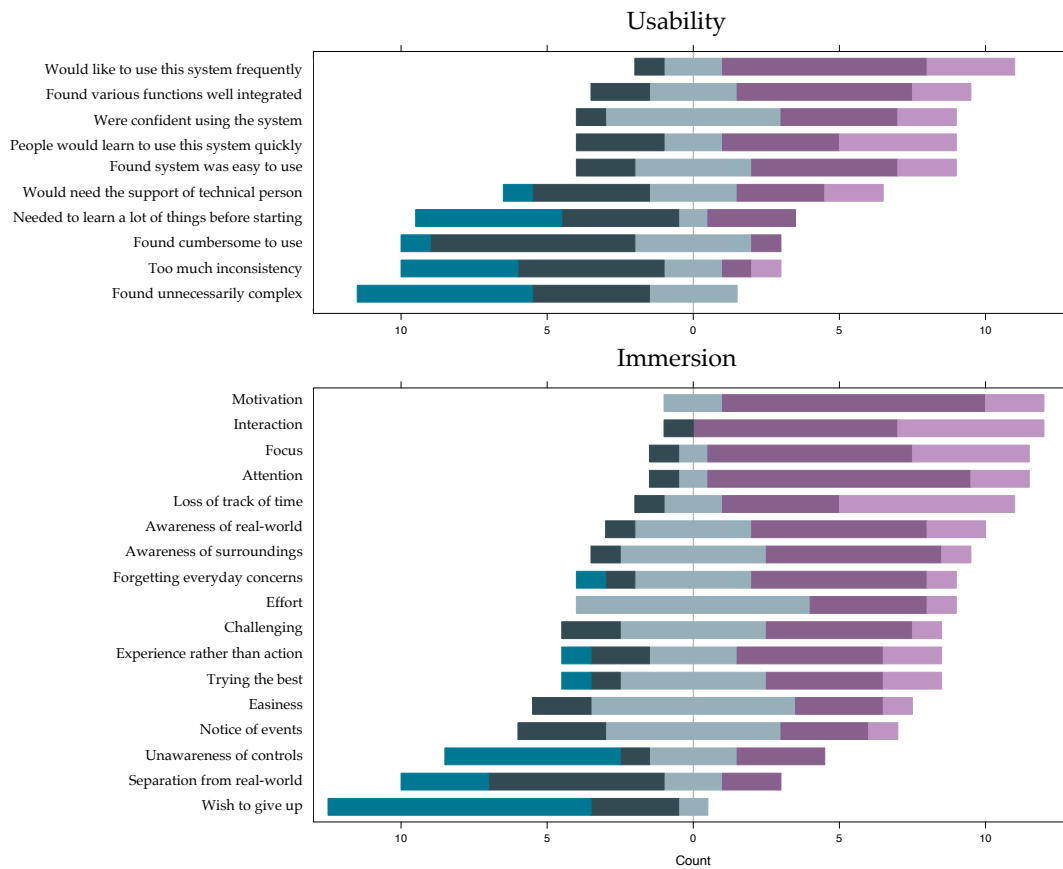 Usability
Would like to use this system frequently
Found various functions well integrated
Were confident using the system
People would learn to use this system quickly
Found system was easy to use
Would need the support of technical person
Needed to learn a lot of things before starting
Found cumbersome to use
Too much inconsistency
Found unnecessarily complex
10 5 0 5 10
Immersion
Motivation
Interaction
Focus
Attention
Loss of track of time
Awareness of real-world
Awareness of surroundings
Forgetting everyday concerns
Effort
Challenging
Experience rather than action
Trying the best
Easiness
Notice of events
Unawareness of controls
Separation from real-world
Wish to give up
10 5 0 5 10
Count